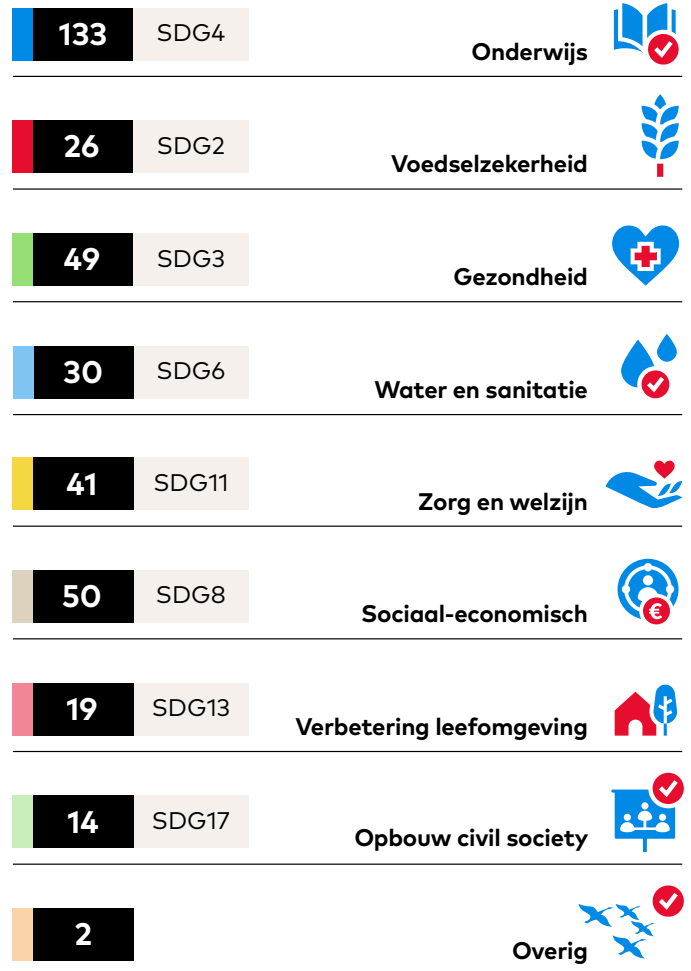 133 SDG4 Onderwijs
26 SDG2 Voedselzekerheid
49 SDG3 Gezondheid
30 SDG6 Water en sanitatie
41 SDG11 Zorg en welzijn
50 SDG8 Sociaal-economisch
€
19 SDG13 Verbetering leefomgeving
14 SDG17 Opbouw civil society
2 Overig